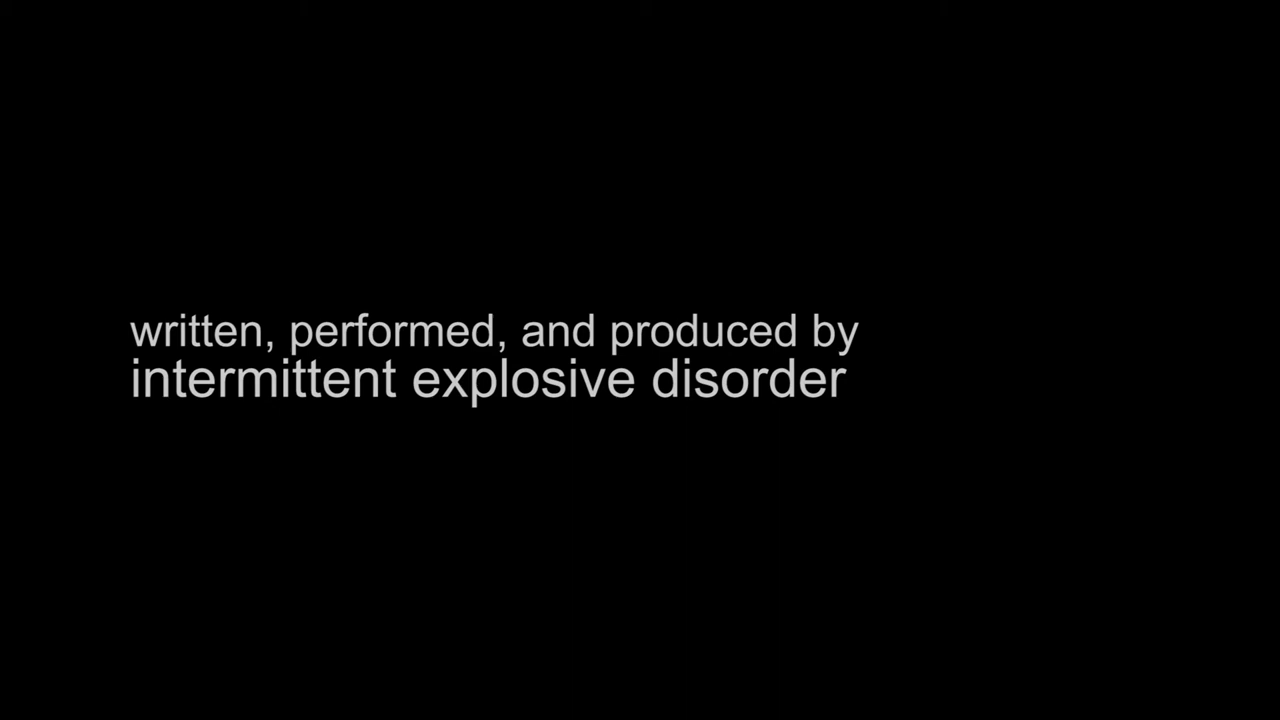 written, performed, and produced by
intermittent explosive disorder